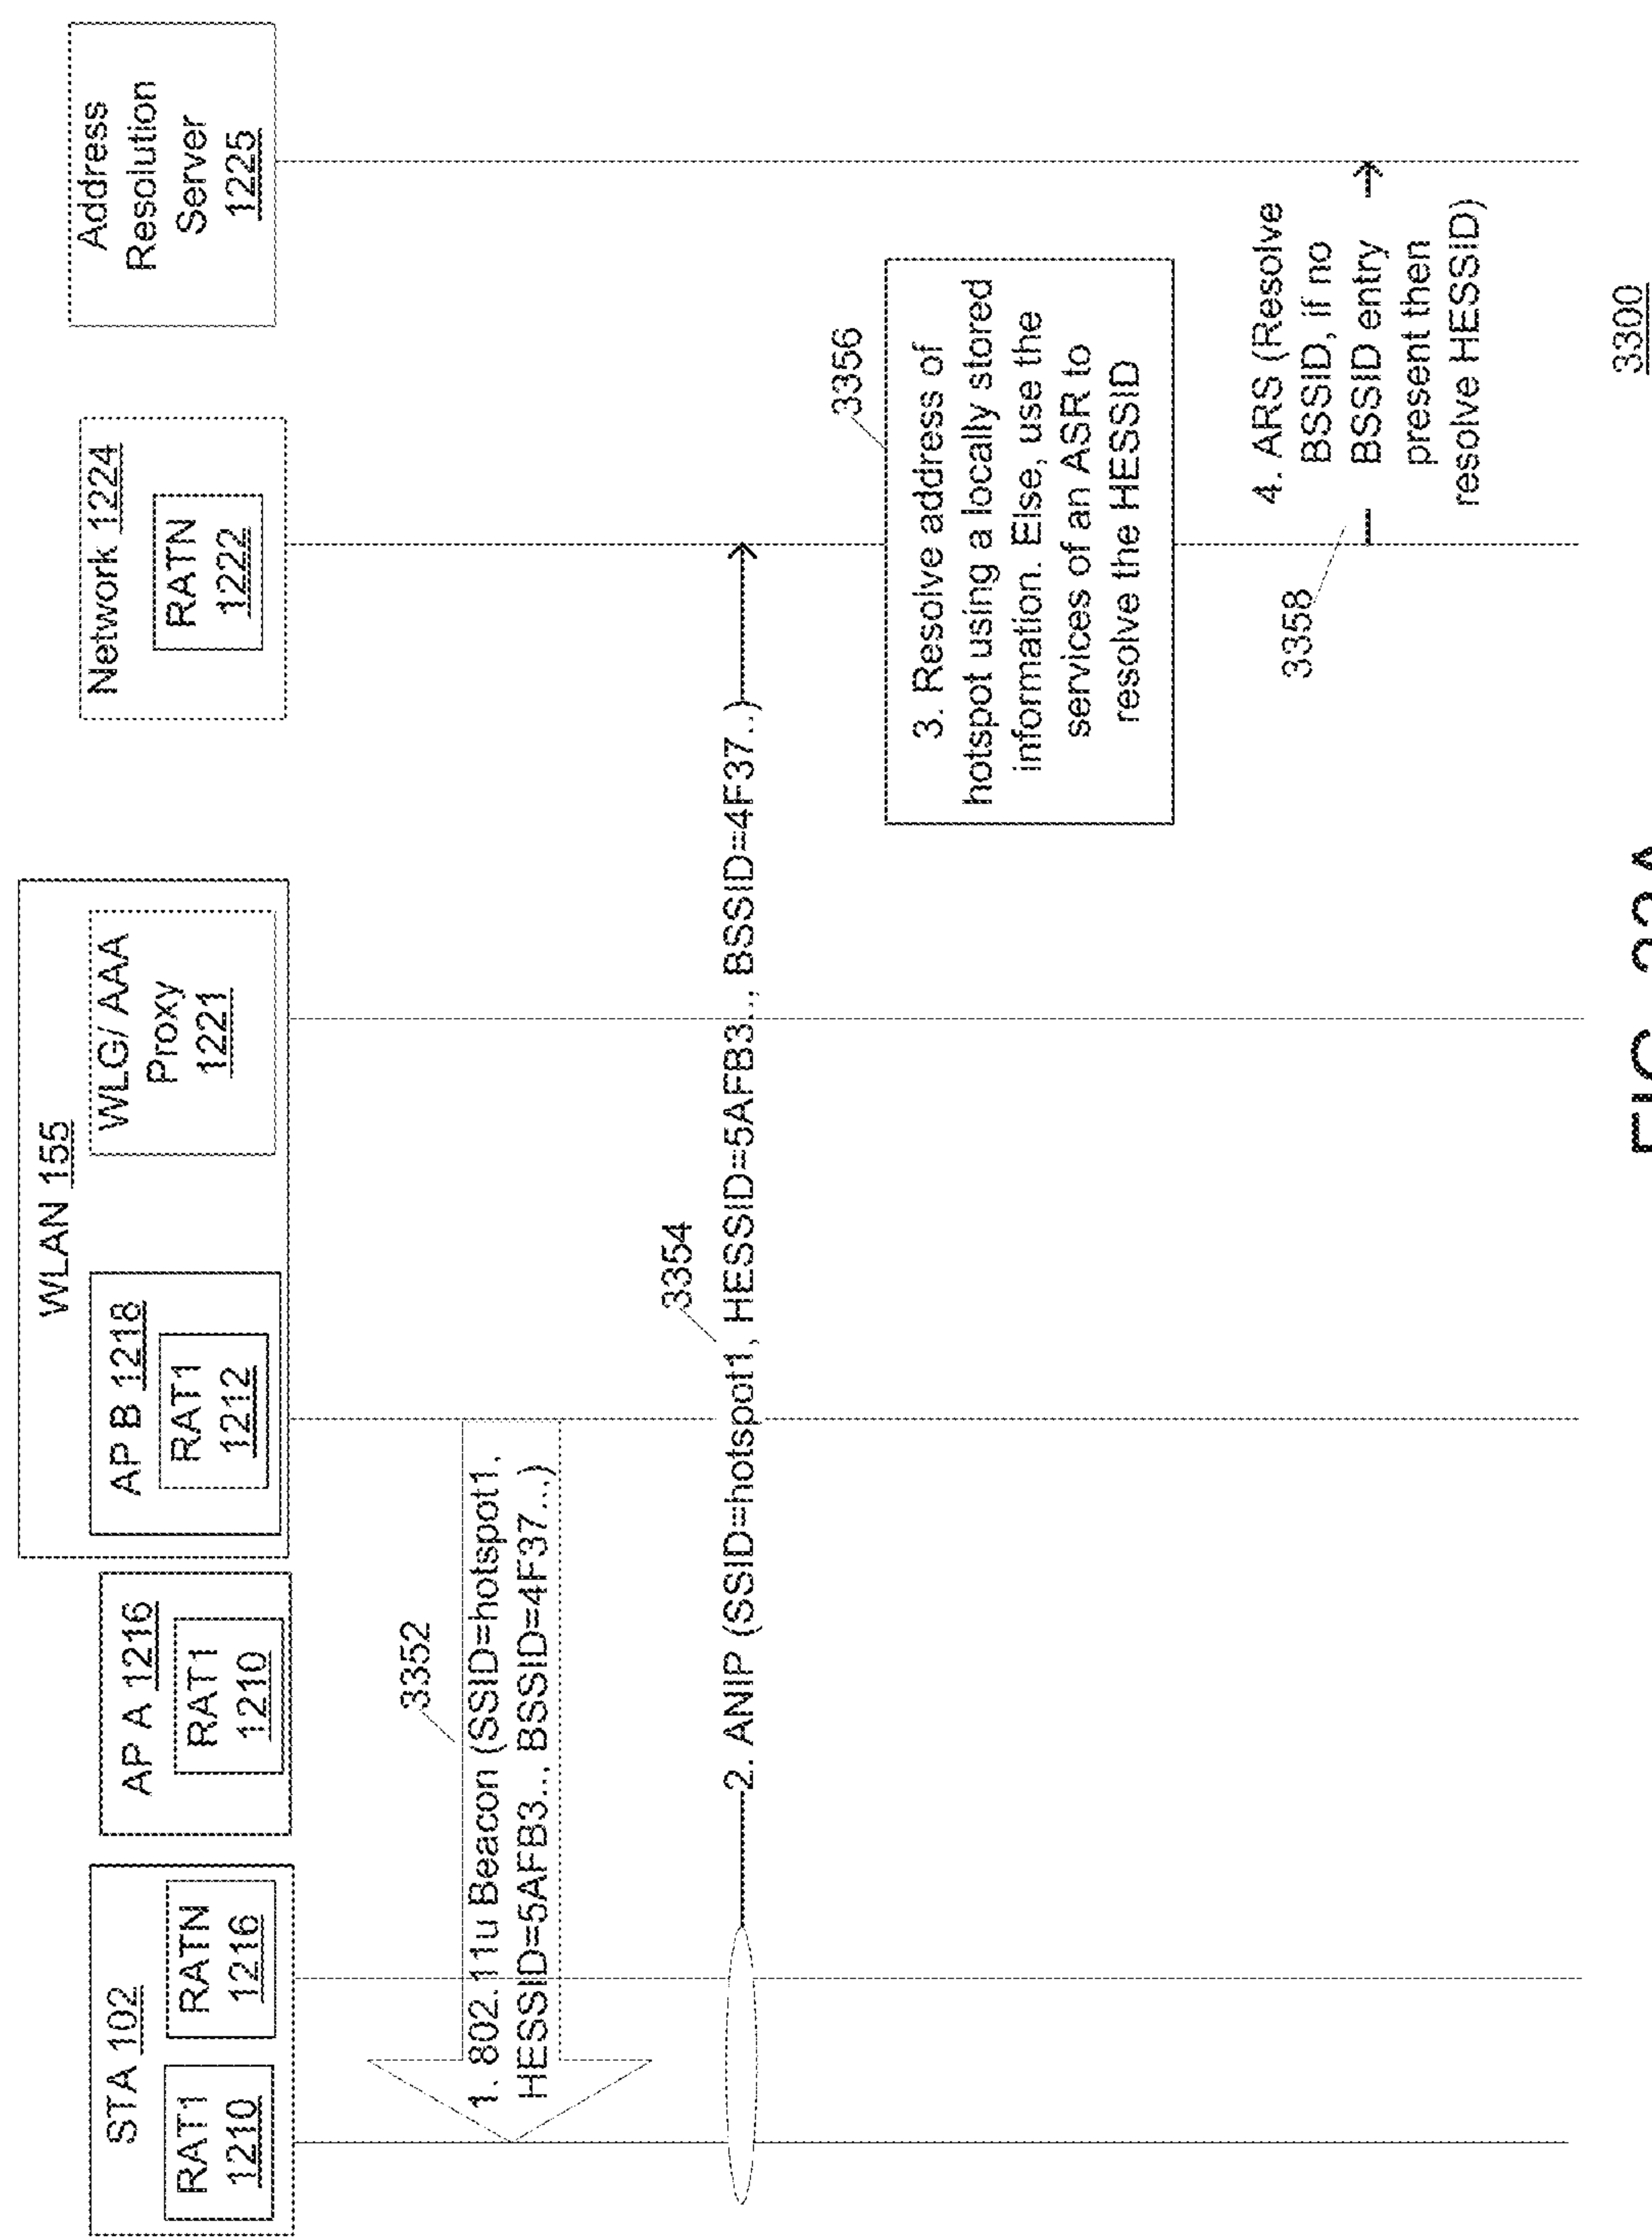 STA 102
RAT1
1210
RATN
1216
AP A 1216
RAT1
1210
WLAN 155
AP B 1218
RAT1
1212
WLG/ AAA
Proxy
1221
Network 1224
RATN
1222
Address
Resolution
Server
1225
3352
1. 802.11u Beacon (SSID=hotspot1,
HESSID=5AFB3.., BSSID=4F37..,)
3354
2. ANIP (SSID=hotspot1, HESSID=5AFB3.., BSSID=4F37..)
3356
3. Resolve address of
hotspot using a locally stored
information. Else, use the
services of an ASR to
resolve the HESSID
3358
4. ARS (Resolve
BSSID, if no
BSSID entry
present then
resolve HESSID)
3300